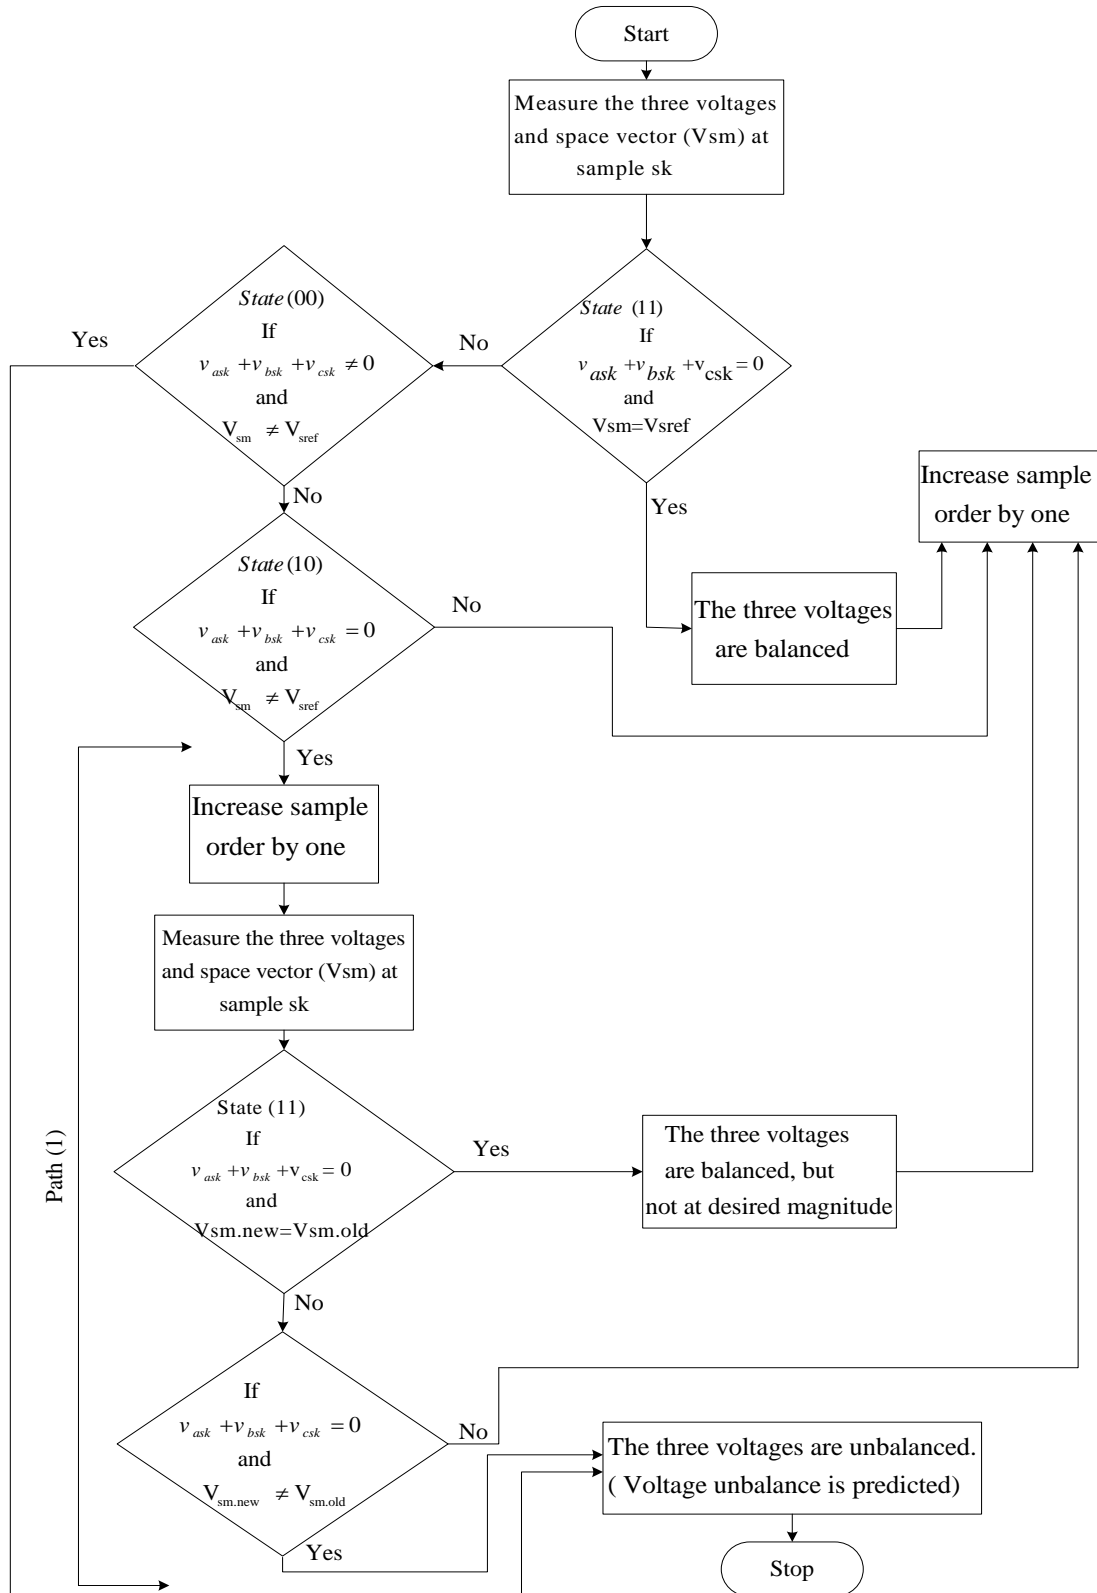 Start
Measure the three voltages
and space vector (Vsm) at
sample sk
State (11)
If
v_ask + v_bsk + v_csk = 0
and
Vsm=Vsref
No
Yes
State (00)
If
v_ask + v_bsk + v_csk ≠ 0
and
V_sm ≠ V_sref
Yes
No
The three voltages
are balanced
Increase sample
order by one
State (10)
If
v_ask + v_bsk + v_csk = 0
and
V_sm ≠ V_sref
No
Yes
Increase sample
order by one
Measure the three voltages
and space vector (Vsm) at
sample sk
State (11)
If
v_ask + v_bsk + v_csk = 0
and
Vsm.new=Vsm.old
Yes
The three voltages
are balanced, but
not at desired magnitude
No
Path (1)
If
v_ask + v_bsk + v_csk = 0
and
V_sm.new ≠ V_sm.old
No
Yes
The three voltages are unbalanced.
( Voltage unbalance is predicted)
Stop